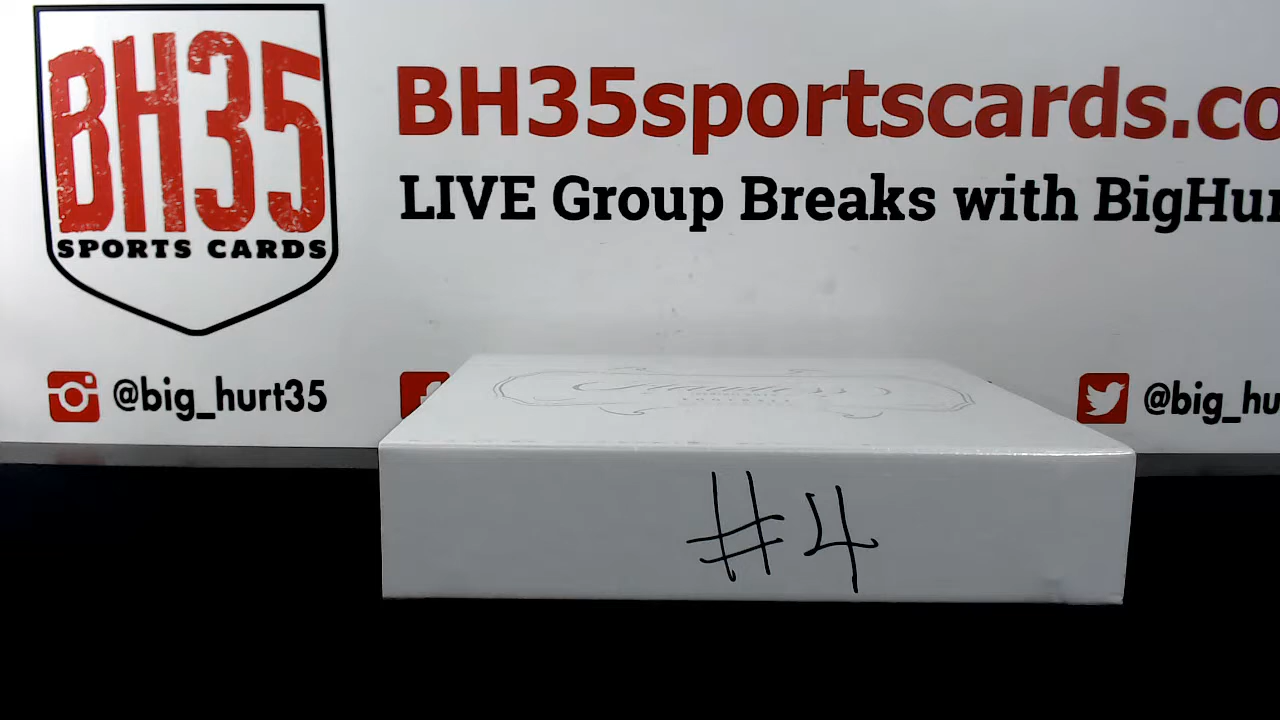 BH35
SPORTS CARDS
BH35sportscards.co
LIVE Group Breaks with BigHur
@big_hurt35
@big_hu
#4